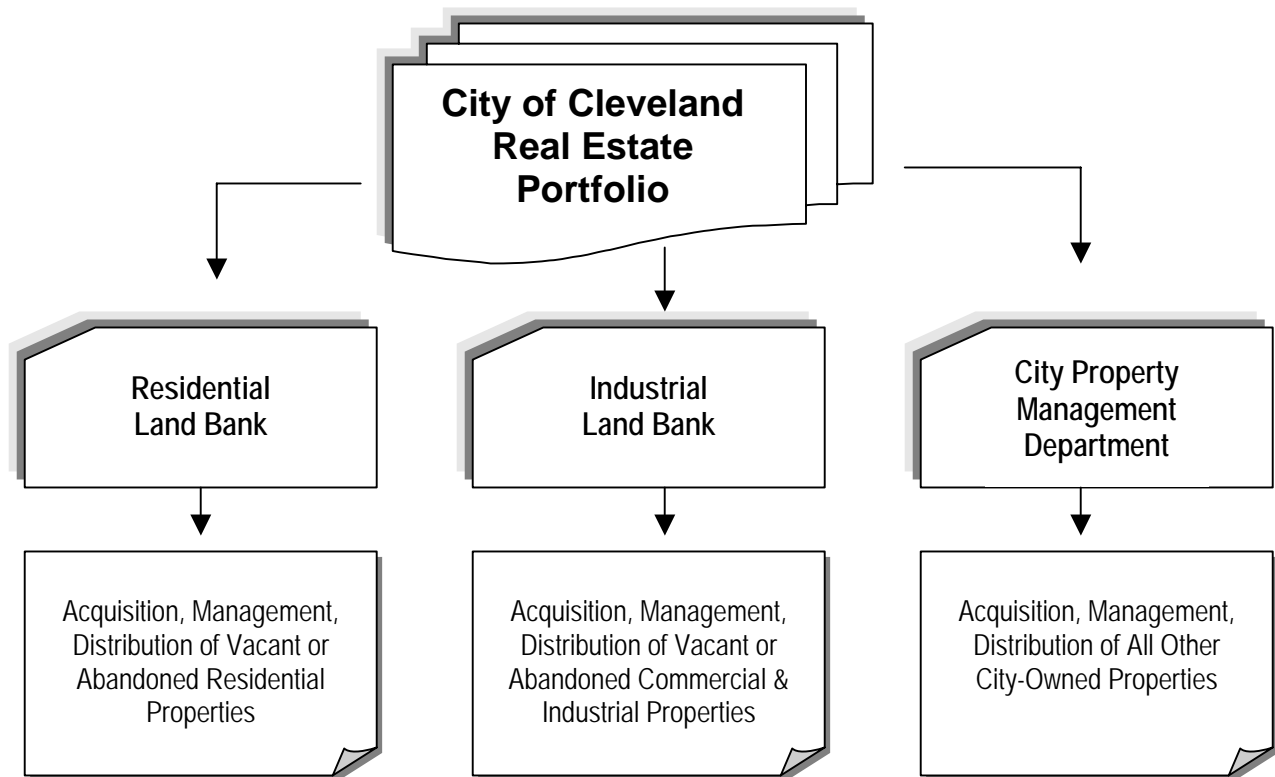 City of Cleveland
Real Estate
Portfolio
Residential
Land Bank
Industrial
Land Bank
City Property
Management
Department
Acquisition, Management,
Distribution of Vacant or
Abandoned Residential
Properties
Acquisition, Management,
Distribution of Vacant or
Abandoned Commercial &
Industrial Properties
Acquisition, Management,
Distribution of All Other
City-Owned Properties